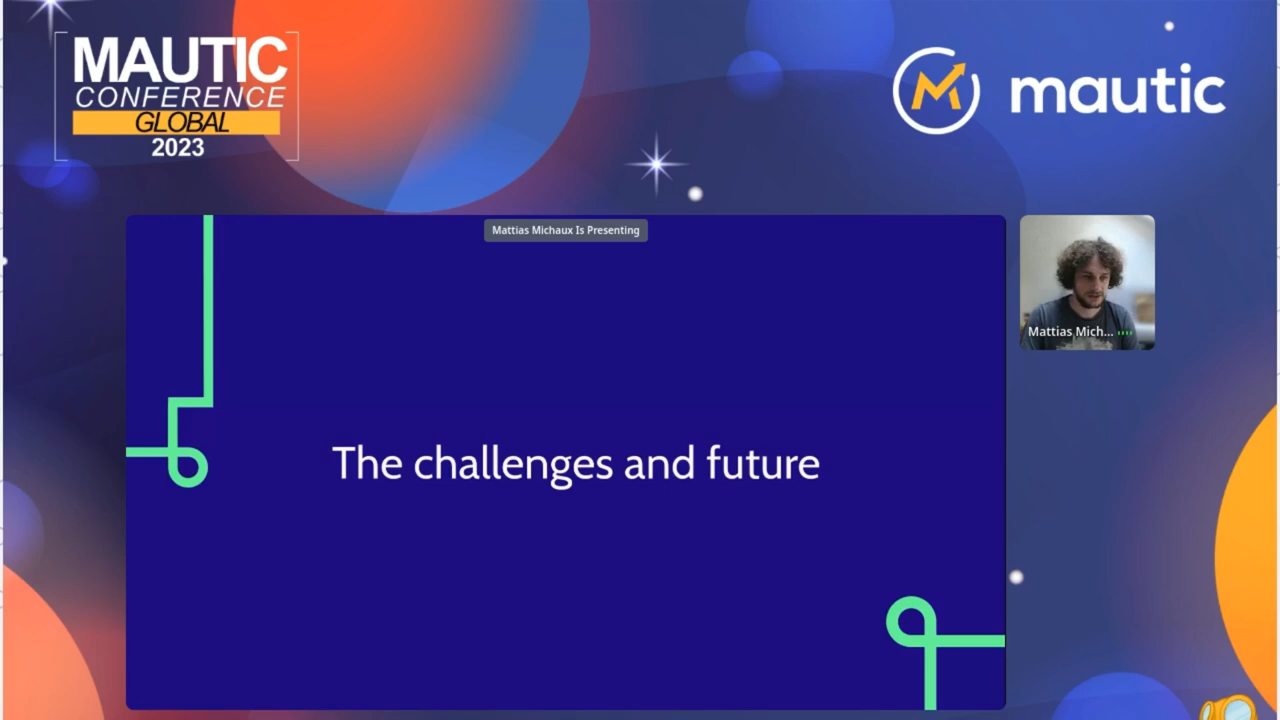 MAUTIC
CONFERENCE
GLOBAL
2023
mautic
Mattias Michaux Is Presenting
Mattias Mich...
The challenges and future